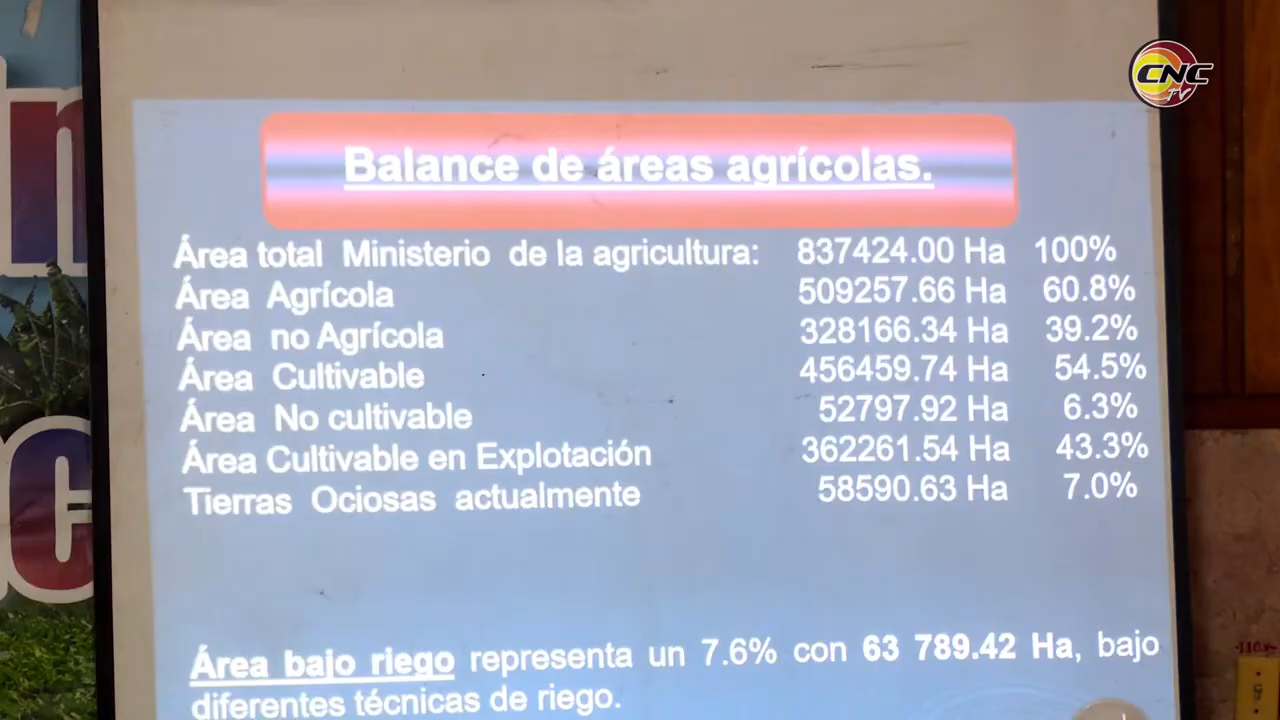 CNC
TV
Balance de áreas agrícolas.
Área total Ministerio de la agricultura: 837424.00 Ha 100%
Área Agrícola 509257.66 Ha 60.8%
Área no Agrícola 328166.34 Ha 39.2%
Área Cultivable 456459.74 Ha 54.5%
Área No cultivable 52797.92 Ha 6.3%
Área Cultivable en Explotación 362261.54 Ha 43.3%
Tierras Ociosas actualmente 58590.63 Ha 7.0%
Área bajo riego representa un 7.6% con 63 789.42 Ha, bajo
diferentes técnicas de riego.